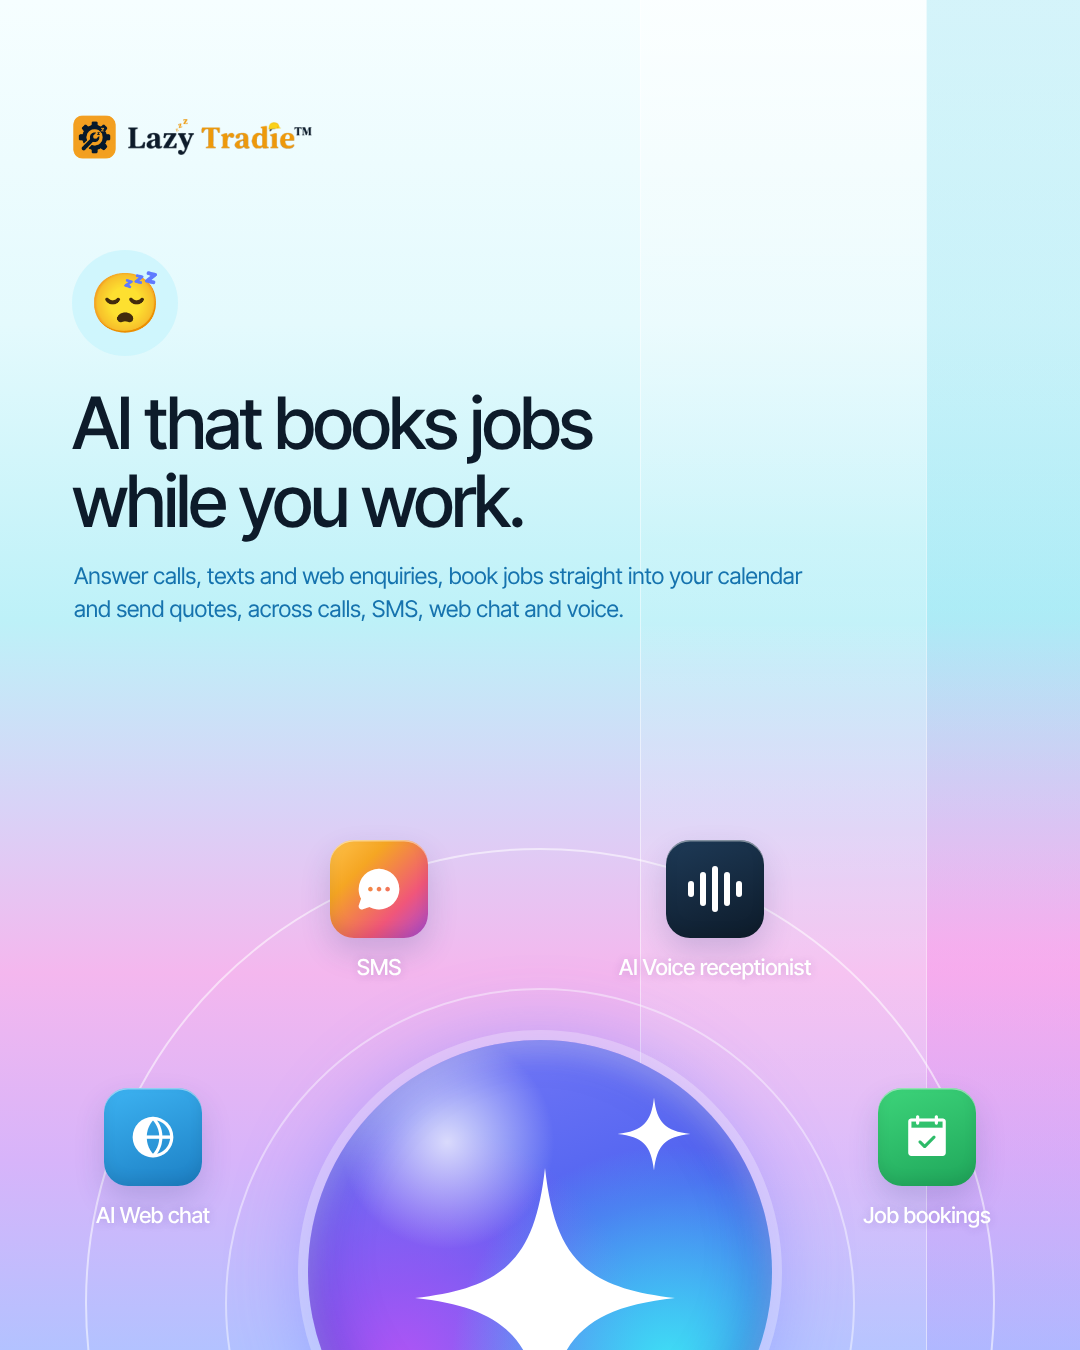 Lazy Tradie™
AI that books jobs
while you work.
Answer calls, texts and web enquiries, book jobs straight into your calendar
and send quotes, across calls, SMS, web chat and voice.
SMS
AI Voice receptionist
AI Web chat
Job bookings